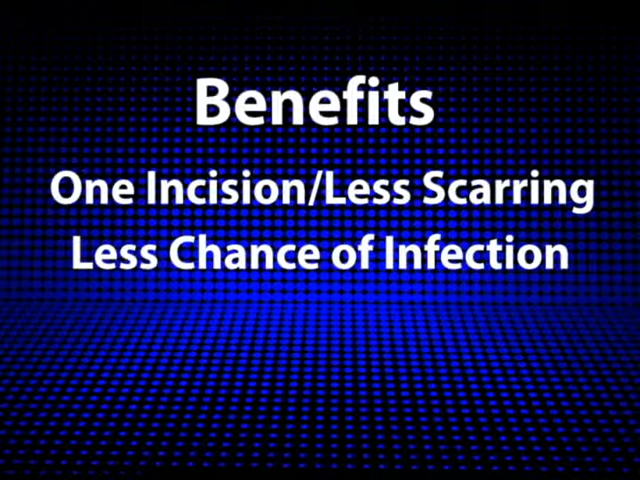 Benefits
One Incision/Less Scarring
Less Chance of Infection